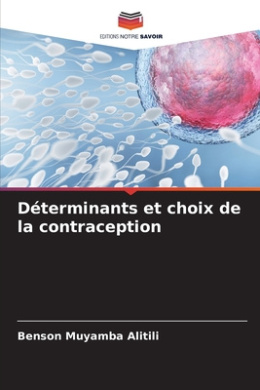 EDITIONS NOTRE SAVOIR
Déterminants et choix de
la contraception
Benson Muyamba Alitili